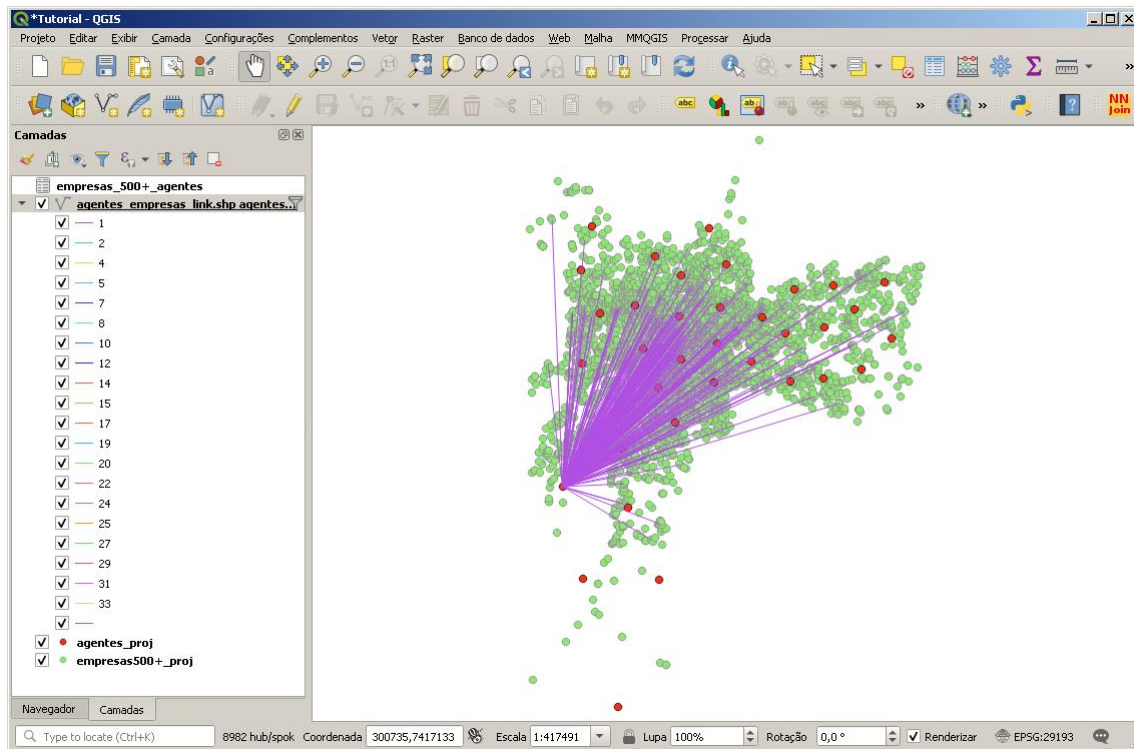 *Tutorial - QGIS
Projeto Editar Exibir Camada Configurações Complementos Vetor Raster Banco de dados Web Malha MMQGIS Processar Ajuda
abc abc
NN
join
Camadas
empresas_500+_agentes
agentes_empresas_link.shp agentes...
1
2
4
5
7
8
10
12
14
15
17
19
20
22
24
25
27
29
31
33
agentes_proj
empresas500+_proj
Navegador Camadas
Type to locate (Ctrl+K) 8982 hub/spok Coordenada 300735,7417133 Escala 1:417491 Lupa 100% Rotação 0,0 ° Renderizar EPSG:29193